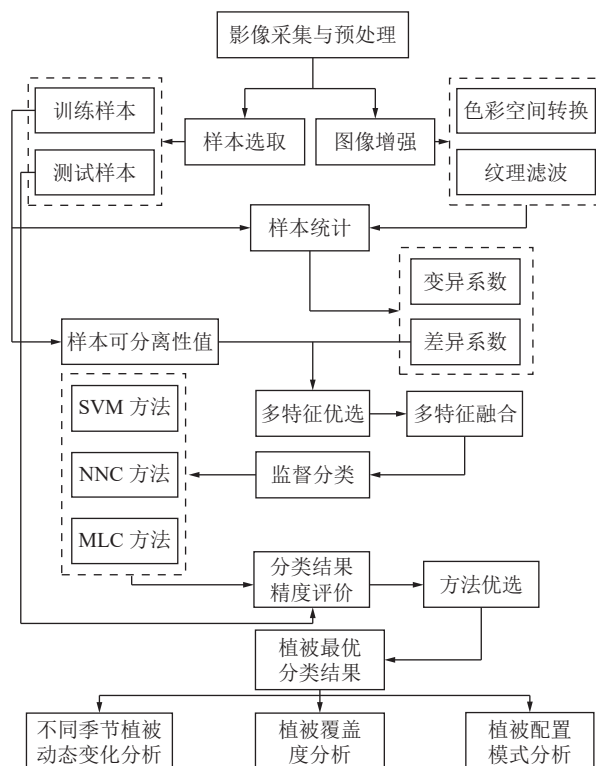 影像采集与预处理
训练样本
测试样本
样本选取
图像增强
色彩空间转换
纹理滤波
样本统计
变异系数
差异系数
样本可分离性值
SVM 方法
NNC 方法
MLC 方法
多特征优选
多特征融合
监督分类
分类结果
精度评价
方法优选
植被最优
分类结果
不同季节植被
动态变化分析
植被覆盖
度分析
植被配置
模式分析